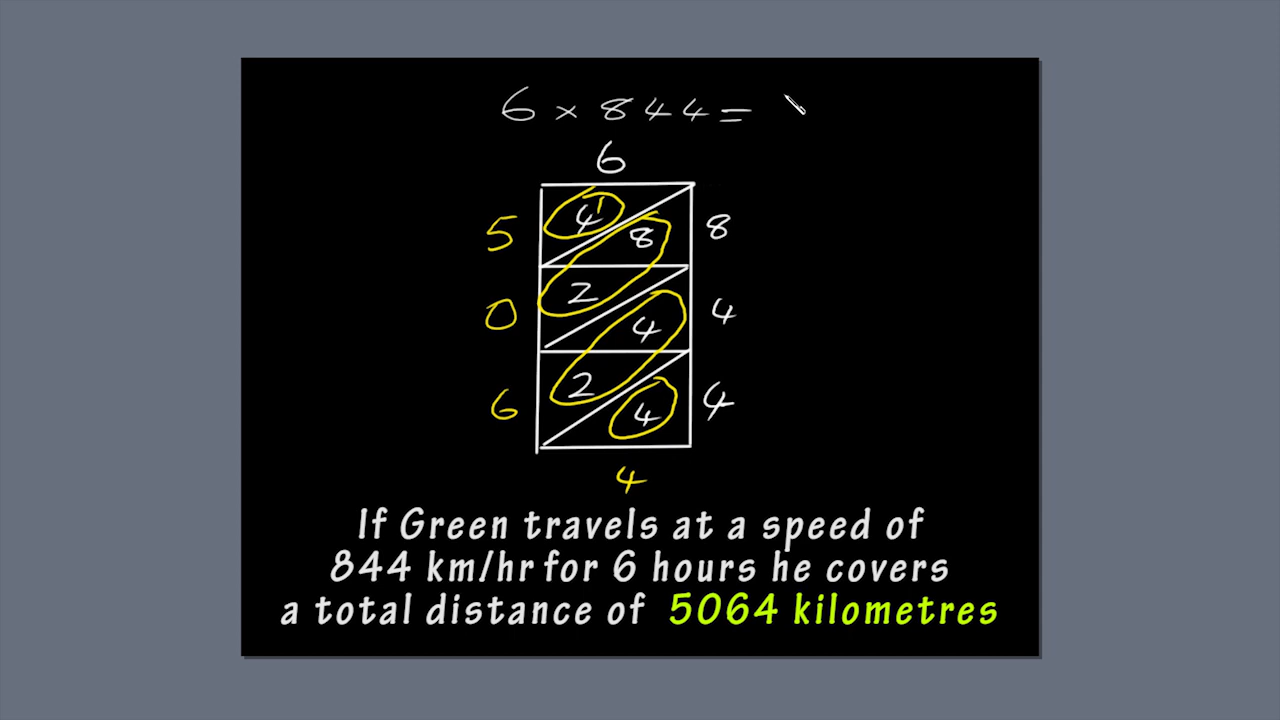 6 × 844 =
6
5 4 1 8
8
0 2 4
4
6 2 4
4
4
If Green travels at a speed of
844 km/hr for 6 hours he covers
a total distance of 5064 kilometres